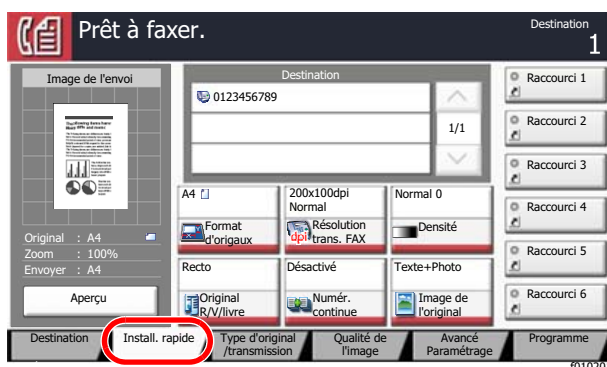 Prêt à faxer.
Destination
1
Image de l'envoi
Original : A4
Zoom : 100%
Envoyer : A4
Aperçu
Destination
0123456789
1/1
A4
Format
d'origaux
200x100dpi
Normal
dpi
Résolution
trans. FAX
Normal 0
Densité
Recto
Original
R/V/livre
Désactivé
Numér.
continue
Texte+Photo
Image de
l'original
Raccourci 1
Raccourci 2
Raccourci 3
Raccourci 4
Raccourci 5
Raccourci 6
Destination
Install. rapide
Type d'original
/transmission
Qualité de
l'image
Avancé
Paramétrage
Programme